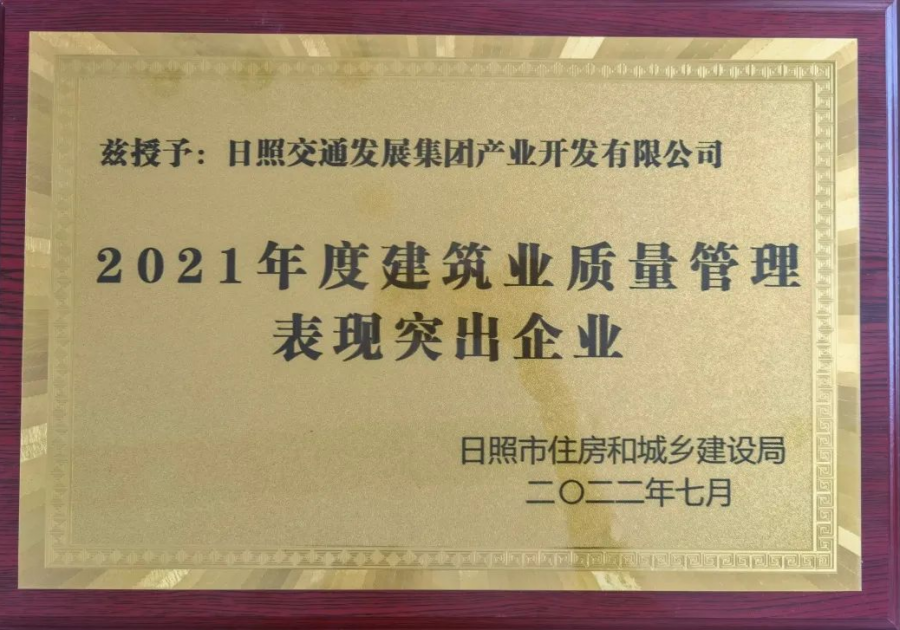 兹授予：日照交通发展集团产业开发有限公司
2021年度建筑业质量管理
表现突出企业
日照市住房和城乡建设局
二〇二二年七月